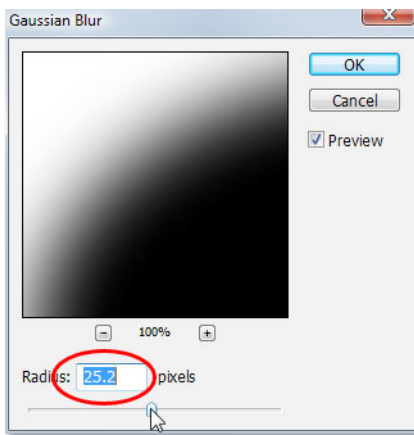 Gaussian Blur
OK
Cancel
Preview
100%
Radius: 25.2 pixels